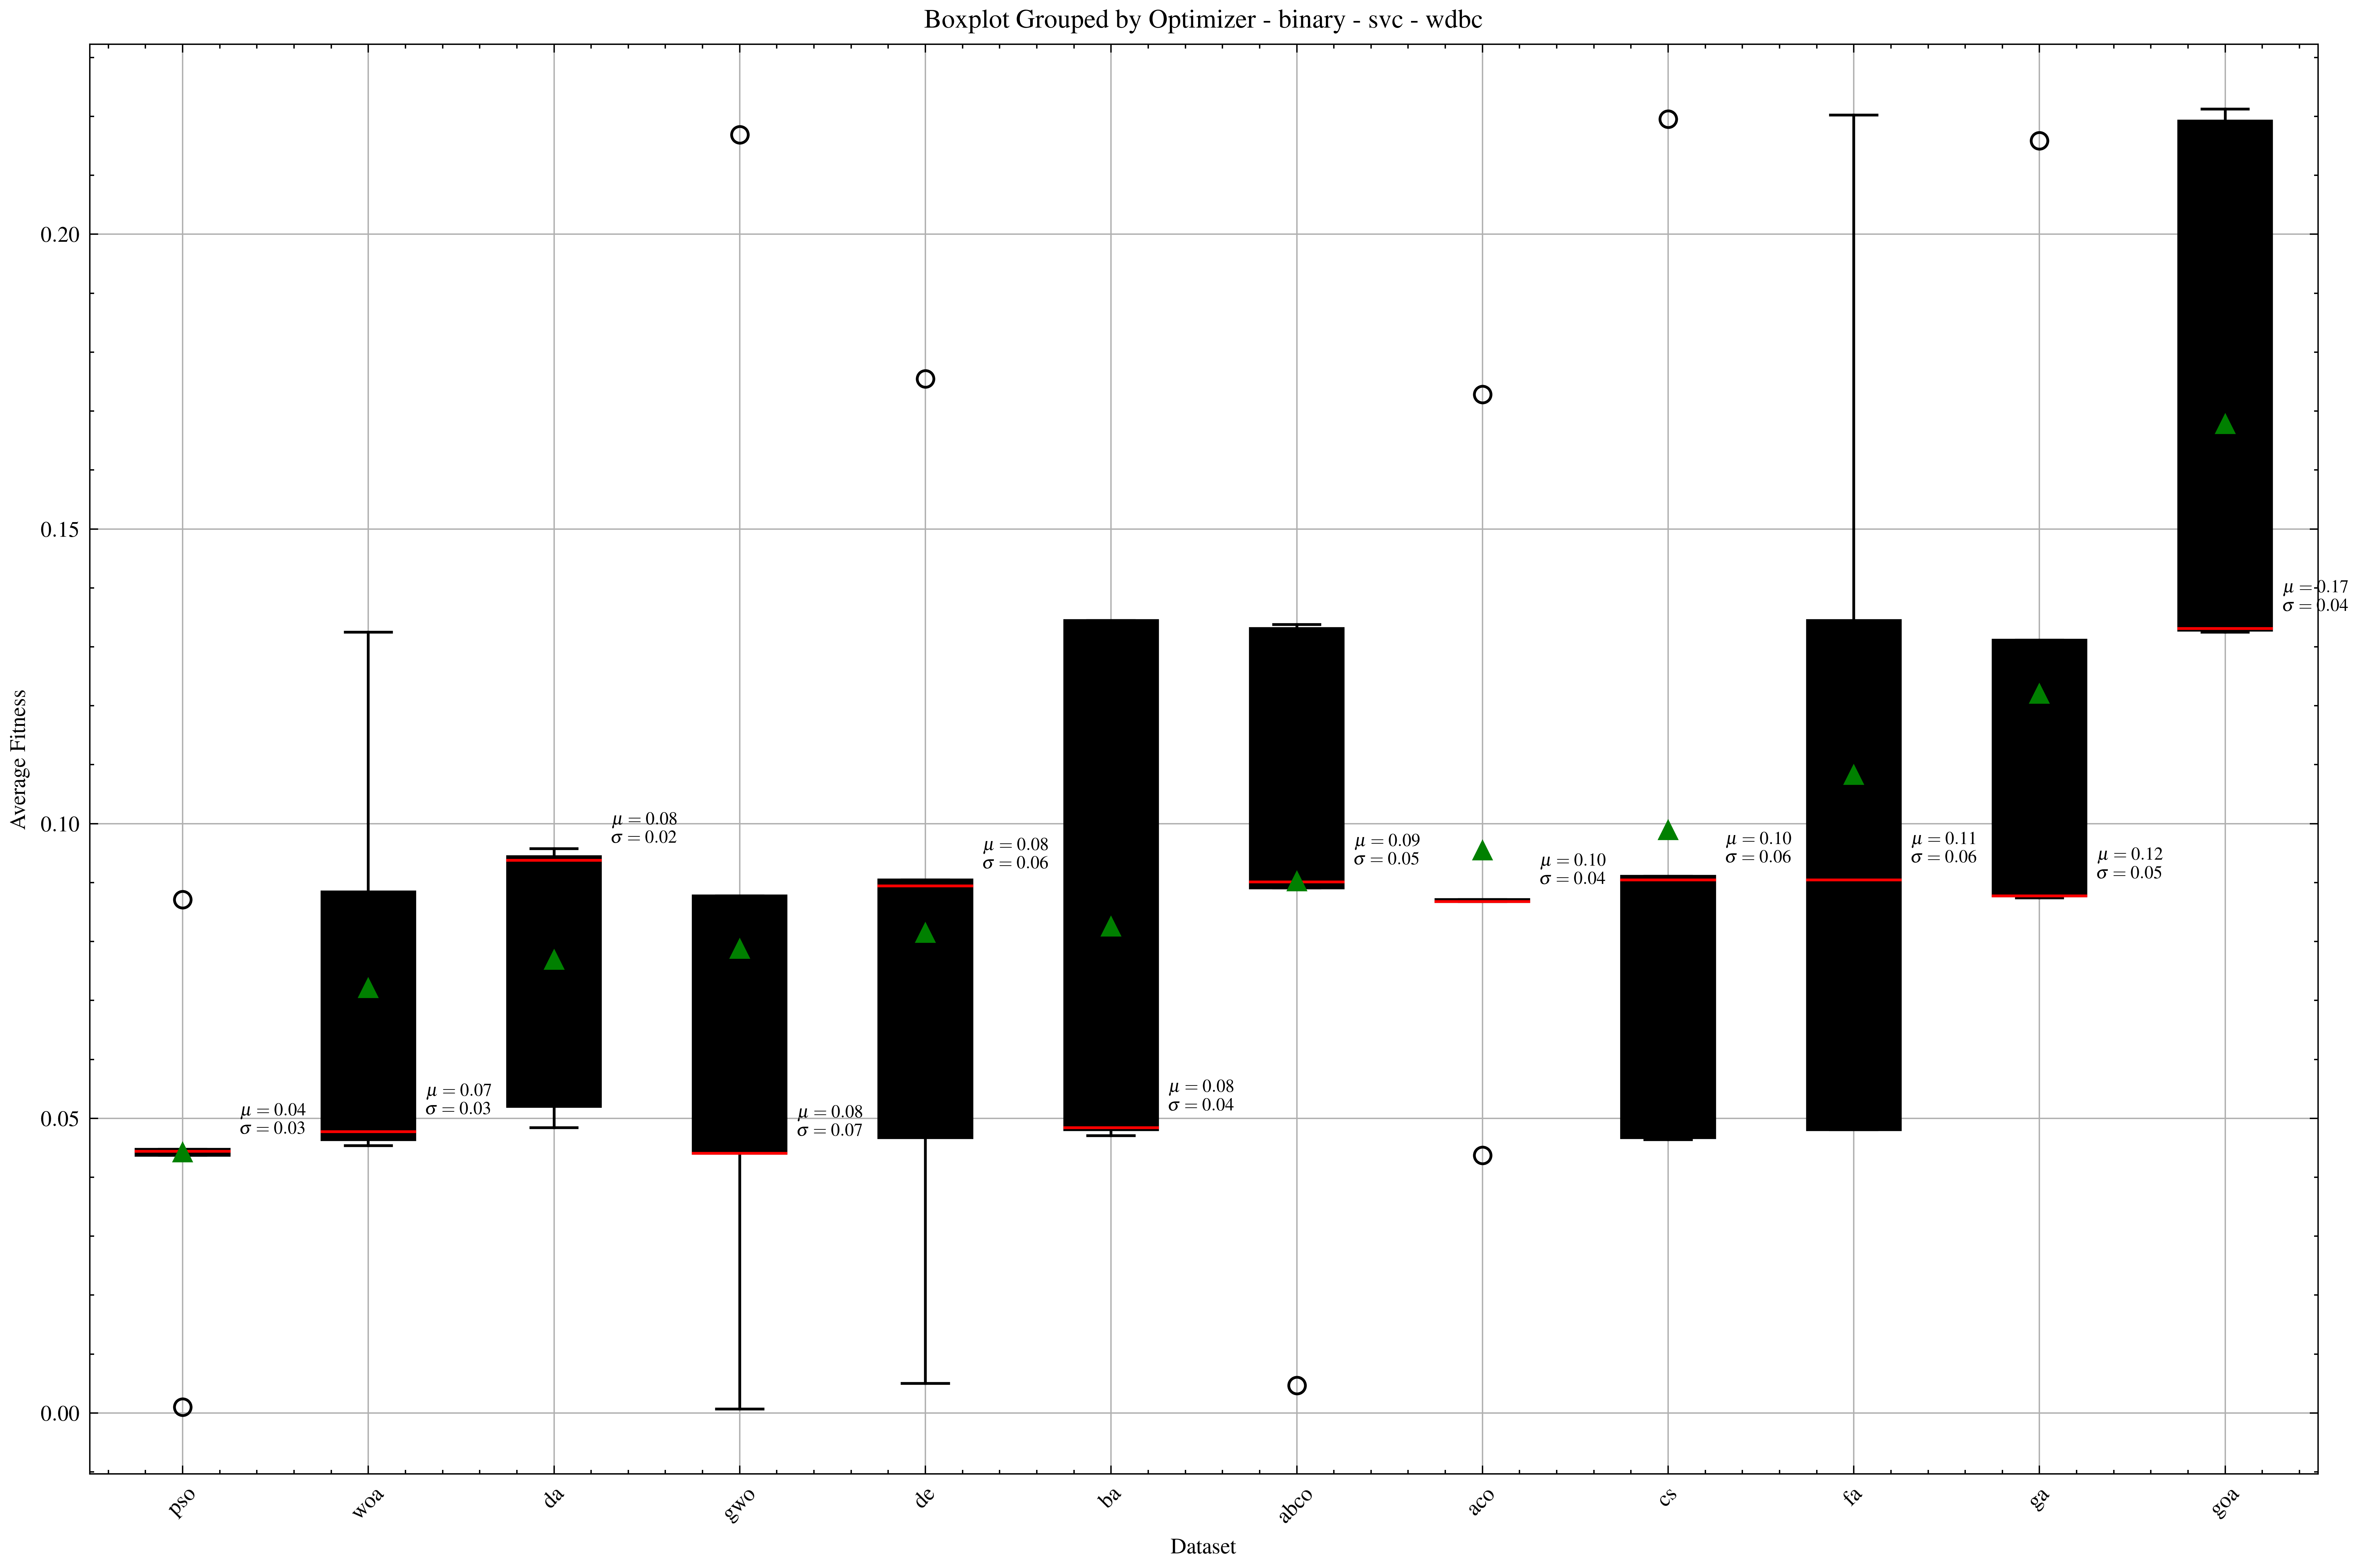 Boxplot Grouped by Optimizer - binary - svc - wdbc
Average Fitness
0.20
0.15
0.10
0.05
0.00
μ = 0.04
σ = 0.03
μ = 0.07
σ = 0.03
μ = 0.08
σ = 0.02
μ = 0.08
σ = 0.07
μ = 0.08
σ = 0.06
μ = 0.08
σ = 0.04
μ = 0.09
σ = 0.05
μ = 0.10
σ = 0.04
μ = 0.10
σ = 0.06
μ = 0.11
σ = 0.06
μ = 0.12
σ = 0.05
μ = 0.17
σ = 0.04
pso
woa
da
gwo
de
ba
abco
aco
cs
fa
ga
goa
Dataset